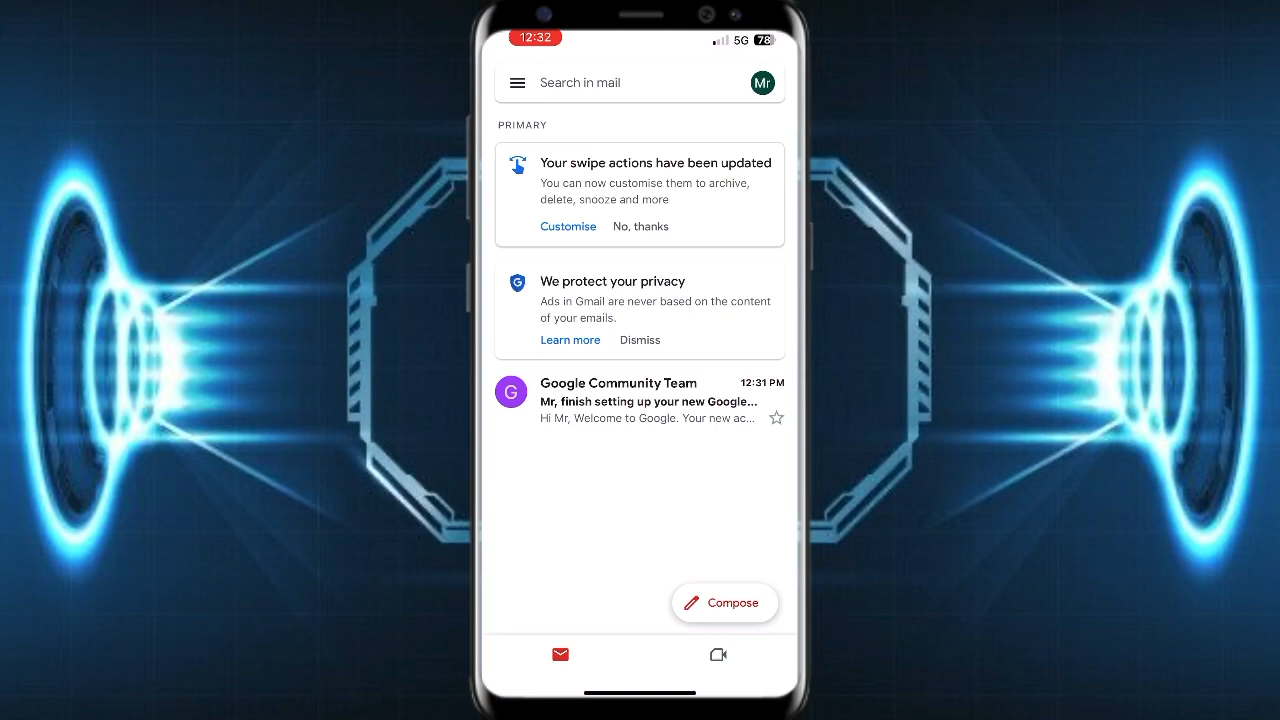 12:32
5G 78
Search in mail
Mr
PRIMARY
Your swipe actions have been updated
You can now customise them to archive,
delete, snooze and more
Customise No, thanks
G
We protect your privacy
Ads in Gmail are never based on the content
of your emails.
Learn more Dismiss
G
Google Community Team 12:31 PM
Mr, finish setting up your new Google...
Hi Mr, Welcome to Google. Your new ac...
Compose